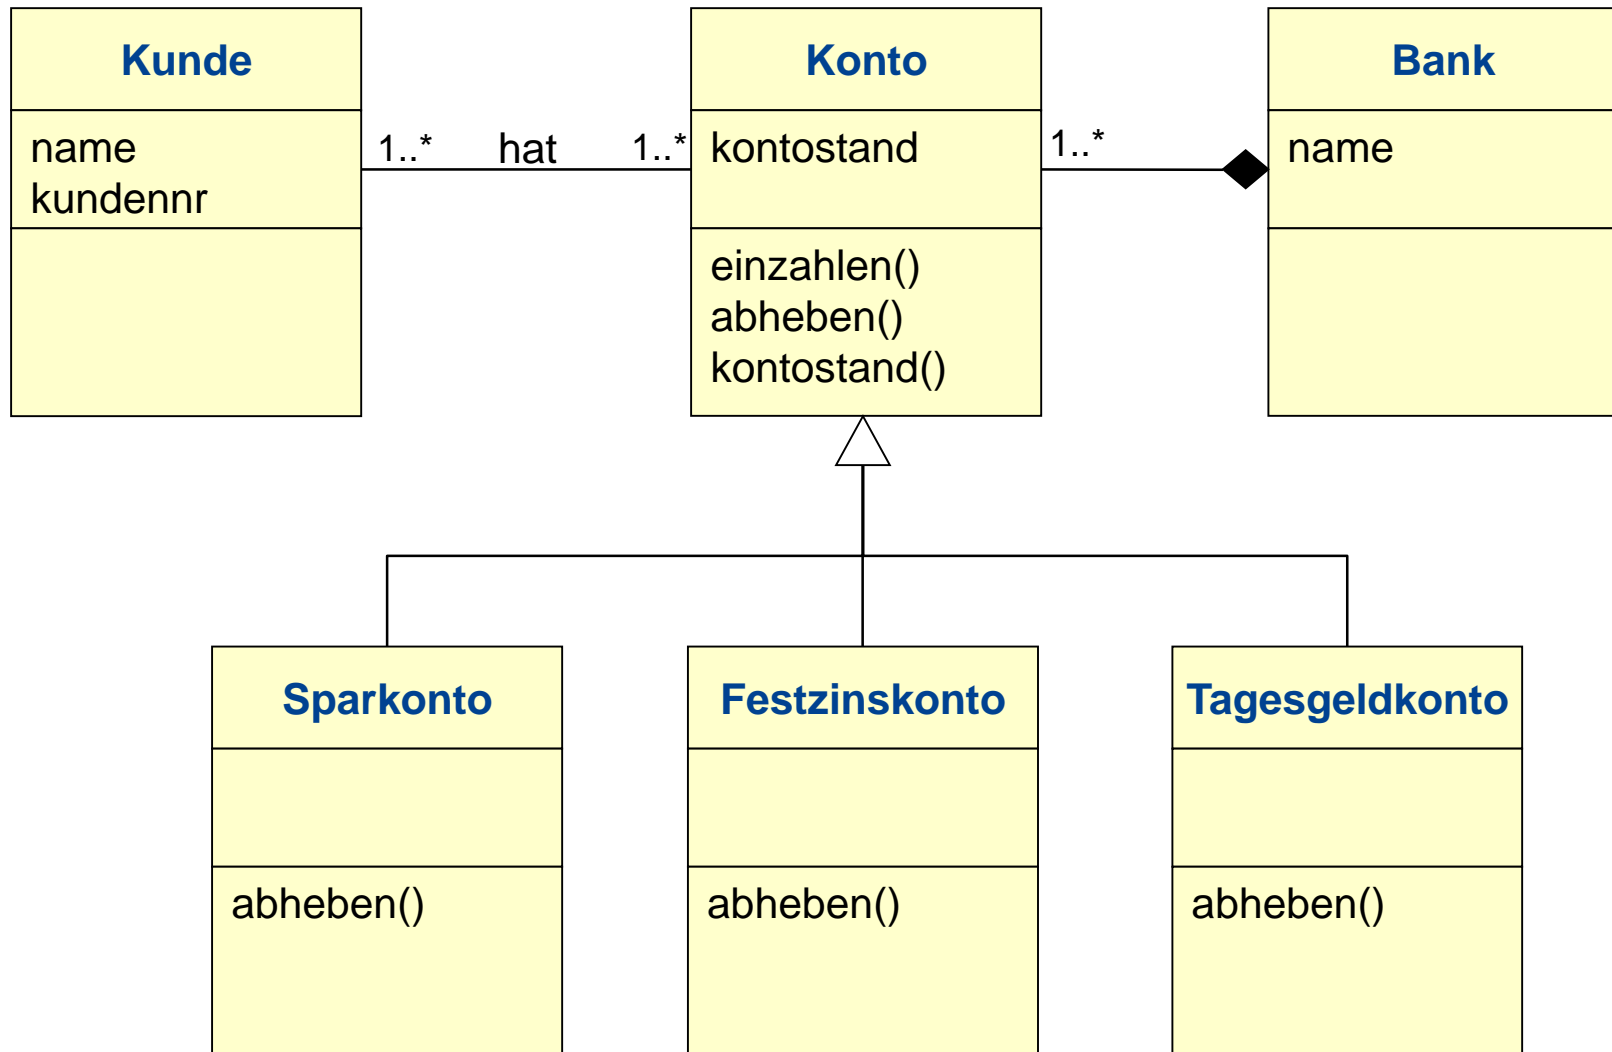 Kunde
name
kundennr
1..* hat 1..*
Konto
kontostand
einzahlen()
abheben()
kontostand()
1..*
Bank
name
Sparkonto
abheben()
Festzinskonto
abheben()
Tagesgeldkonto
abheben()